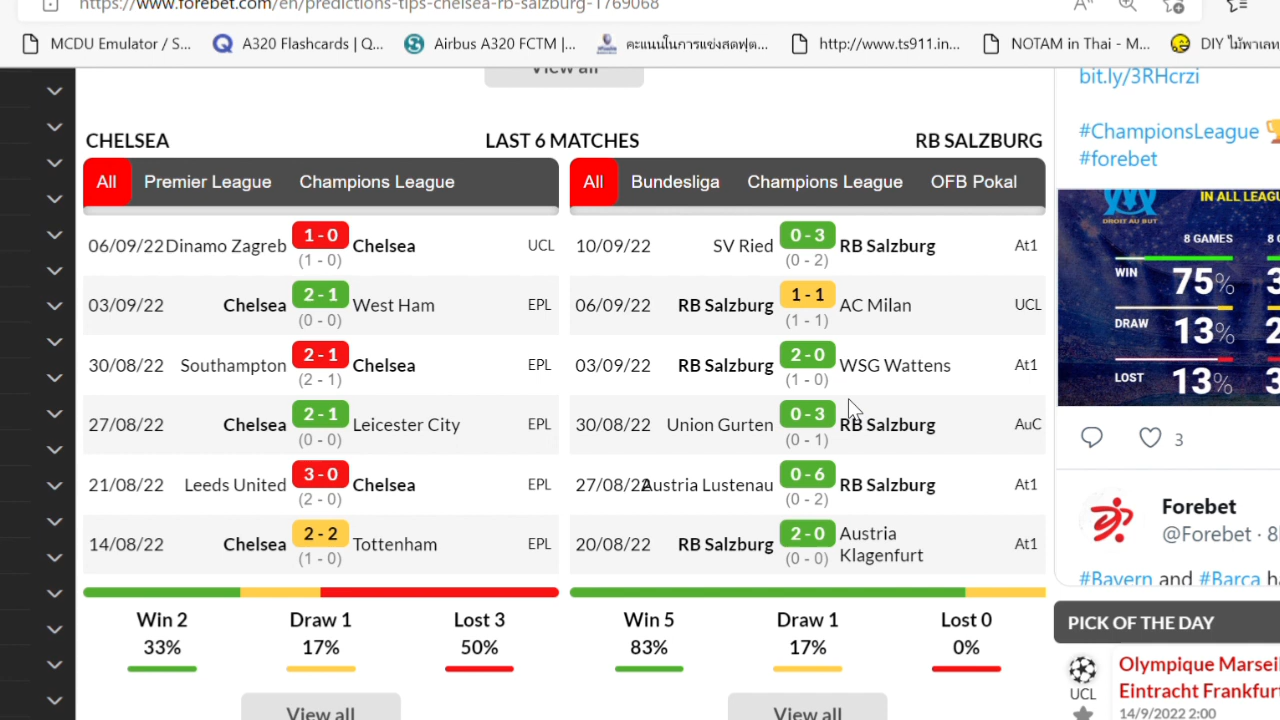 https://www.forebet.com/en/predictions-tips-chelsea-rb-salzburg-1769068
MCDU Emulator / S...
A320 Flashcards | Q...
Airbus A320 FCTM |...
คะแนนในการแข่งสดฟุต...
http://www.ts911.in...
NOTAM in Thai - M...
DIY ไม้พาเลท
View all
CHELSEA
LAST 6 MATCHES
RB SALZBURG
All Premier League Champions League
06/09/22 Dinamo Zagreb 1 - 0 Chelsea UCL
(1 - 0)
03/09/22 Chelsea 2 - 1 West Ham EPL
(0 - 0)
30/08/22 Southampton 2 - 1 Chelsea EPL
(2 - 1)
27/08/22 Chelsea 2 - 1 Leicester City EPL
(0 - 0)
21/08/22 Leeds United 3 - 0 Chelsea EPL
(2 - 0)
14/08/22 Chelsea 2 - 2 Tottenham EPL
(1 - 0)
Win 2 Draw 1 Lost 3
33% 17% 50%
View all
All Bundesliga Champions League OFB Pokal
10/09/22 SV Ried 0 - 3 RB Salzburg At1
(0 - 2)
06/09/22 RB Salzburg 1 - 1 AC Milan UCL
(1 - 1)
03/09/22 RB Salzburg 2 - 0 WSG Wattens At1
(1 - 0)
30/08/22 Union Gurten 0 - 3 RB Salzburg AuC
(0 - 1)
27/08/22 Austria Lustenau 0 - 6 RB Salzburg At1
(0 - 2)
20/08/22 RB Salzburg 2 - 0 Austria Klagenfurt At1
(0 - 0)
Win 5 Draw 1 Lost 0
83% 17% 0%
View all
bit.ly/3RHcrzi
#ChampionsLeague
#forebet
DROIT AU BUT
IN ALL LEAGU
8 GAMES
WIN 75% 3
DRAW 13% 2
LOST 13% 3
3
Forebet
@Forebet · 8
#Bayern and #Barca ha
PICK OF THE DAY
Olympique Marseil
UCL Eintracht Frankfur
14/9/2022 2:00